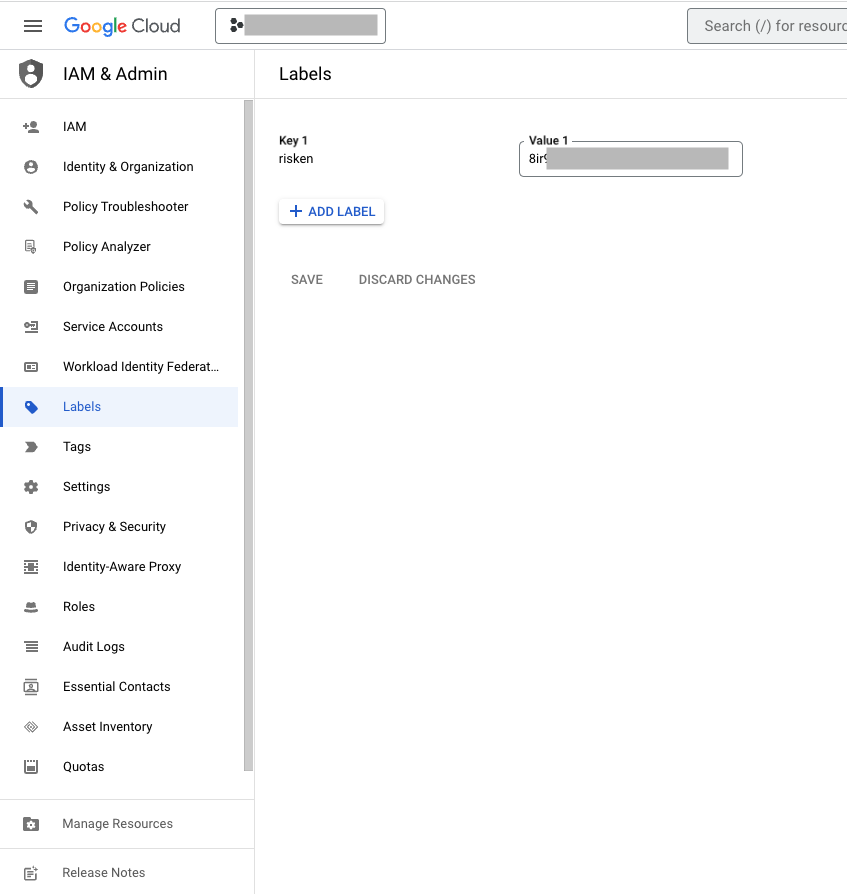 Google Cloud
Search (/) for resourc
IAM & Admin
Labels
IAM
Identity & Organization
Policy Troubleshooter
Policy Analyzer
Organization Policies
Service Accounts
Workload Identity Federat...
Labels
Tags
Settings
Privacy & Security
Identity-Aware Proxy
Roles
Audit Logs
Essential Contacts
Asset Inventory
Quotas
Manage Resources
Release Notes
Key 1
risken
Value 1
8ir9
ADD LABEL
SAVE DISCARD CHANGES